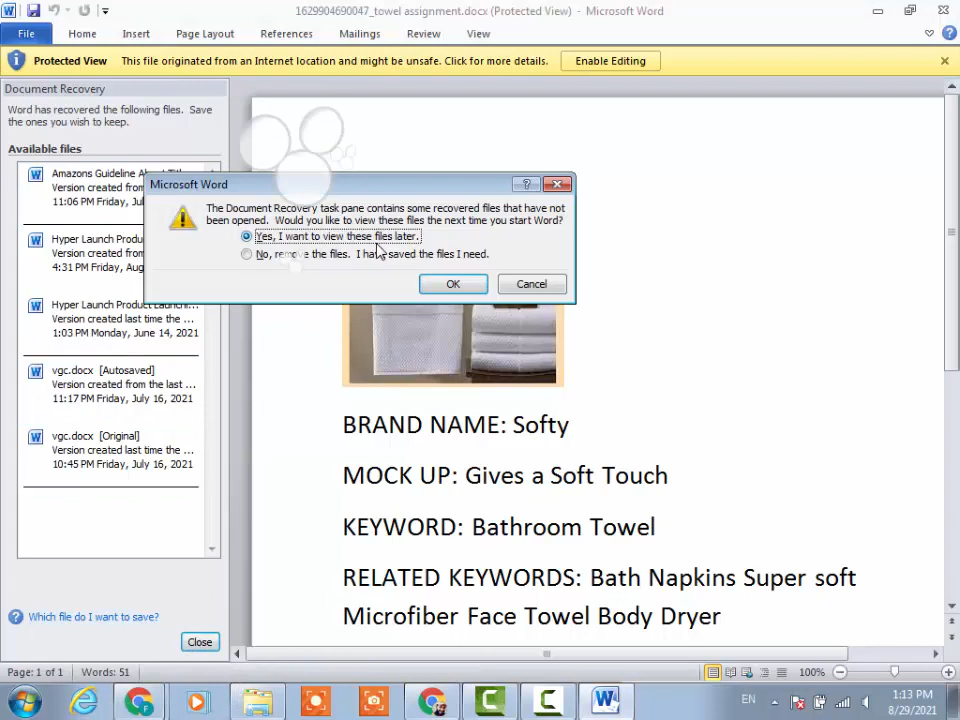 1629904690047_towel assignment.docx (Protected View) - Microsoft Word
File Home Insert Page Layout References Mailings Review View
Protected View This file originated from an Internet location and might be unsafe. Click for more details. Enable Editing
Document Recovery
Word has recovered the following files. Save
the ones you wish to keep.
Available files
Amazons Guideline
Version created from
11:06 PM Friday, Jul
Hyper Launch Produ
Version created from
4:31 PM
Hyper Launch Product
Version created last time the ...
1:03 PM Monday, June 14, 2021
vgc.docx [Autosaved]
Version created from the last ...
11:17 PM Friday, July 16, 2021
vgc.docx [Original]
Version created last time the ...
10:45 PM Friday, July 16, 2021
Which file do I want to save?
Close
Microsoft Word
The Document Recovery task pane contains some recovered files that have not
been opened. Would you like to view these files the next time you start Word?
Yes, I want to view these files later.
No, remove the files. I have saved the files I need.
OK Cancel
BRAND NAME: Softy
MOCK UP: Gives a Soft Touch
KEYWORD: Bathroom Towel
RELATED KEYWORDS: Bath Napkins Super soft
Microfiber Face Towel Body Dryer
Page: 1 of 1 Words: 51 100%
EN 1:13 PM
8/29/2021